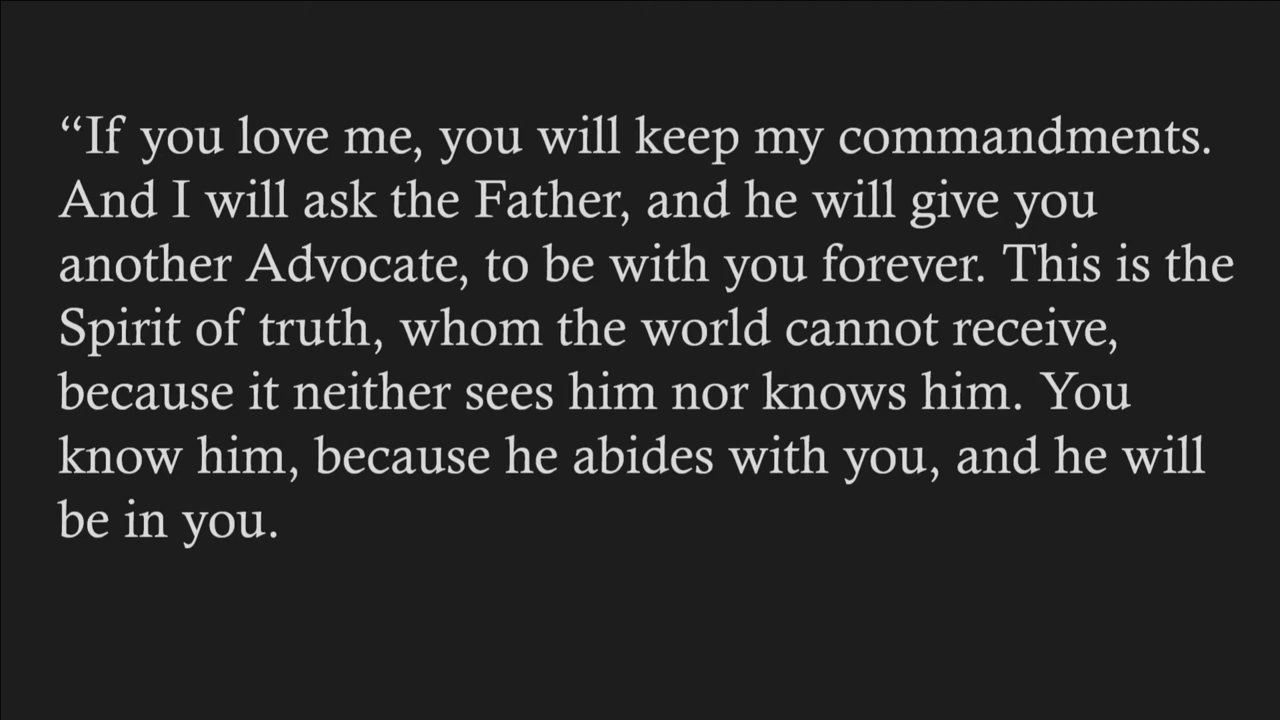 “If you love me, you will keep my commandments.
And I will ask the Father, and he will give you
another Advocate, to be with you forever. This is the
Spirit of truth, whom the world cannot receive,
because it neither sees him nor knows him. You
know him, because he abides with you, and he will
be in you.